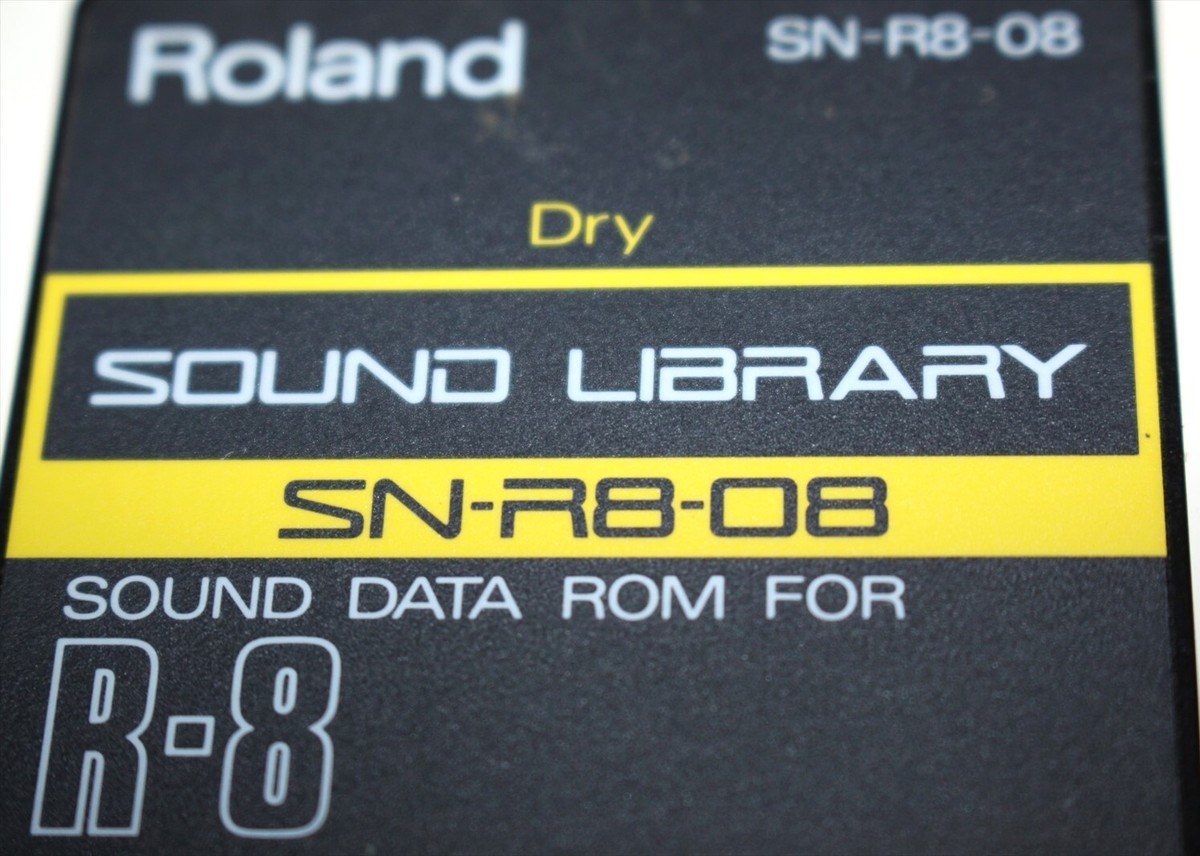 Roland SN-R8-08
Dry
SOUND LIBRARY
SN-R8-08
SOUND DATA ROM FOR
R-8